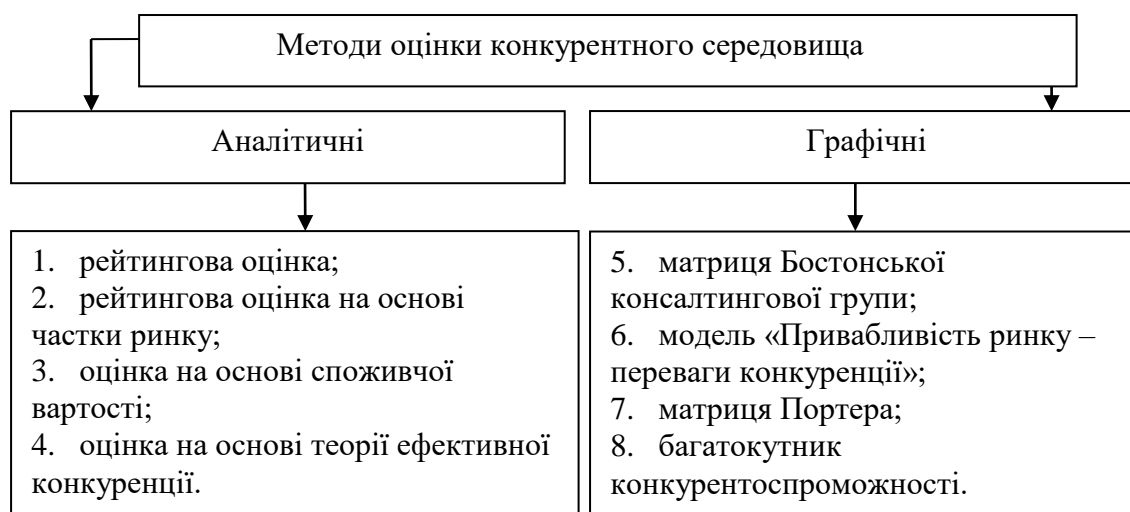 Методи оцінки конкурентного середовища
Аналітичні
Графічні
1. рейтингова оцінка;
2. рейтингова оцінка на основі
частки ринку;
3. оцінка на основі споживчої
вартості;
4. оцінка на основі теорії ефективної
конкуренції.
5. матриця Бостонської
консалтингової групи;
6. модель «Привабливість ринку –
переваги конкуренції»;
7. матриця Портера;
8. багатокутник
конкурентоспроможності.